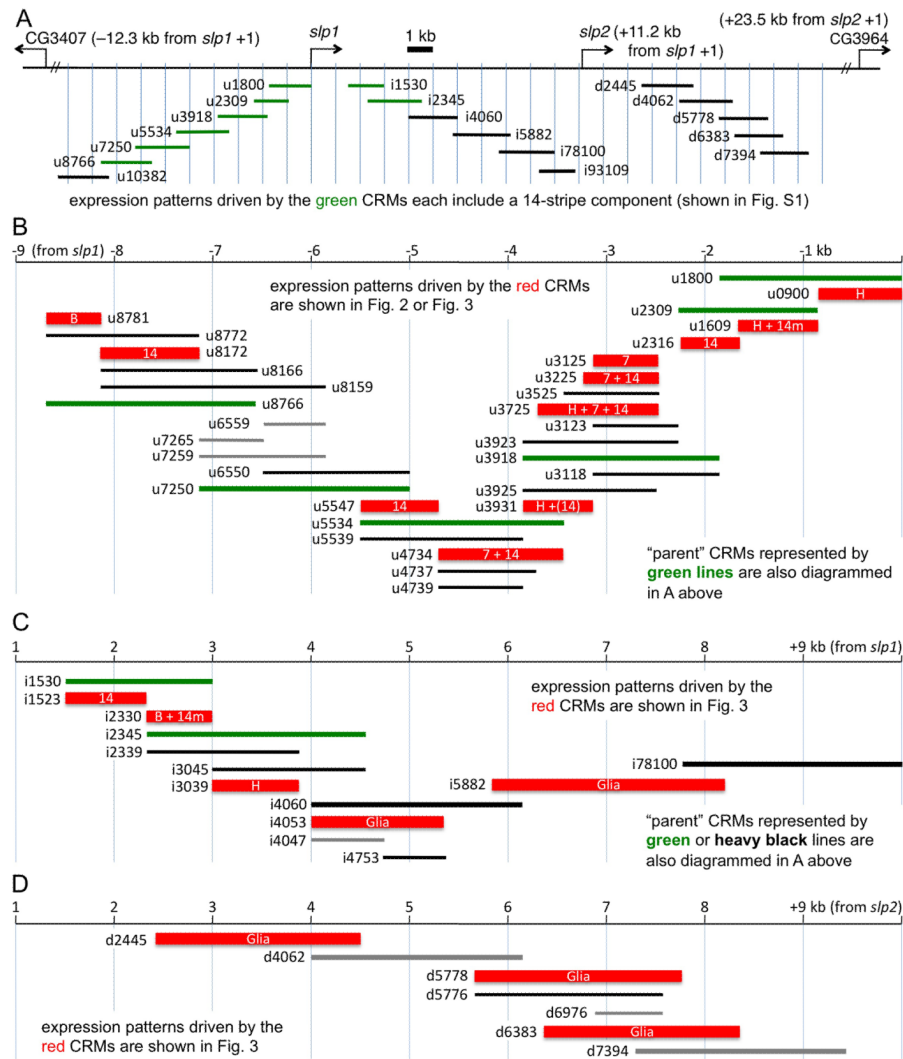 A
CG3407 (–12.3 kb from slp1 +1)
slp1
1 kb
slp2 (+11.2 kb
from slp1 +1)
(+23.5 kb from slp2 +1)
CG3964
u1800
u2309
u3918
u5534
u7250
u8766
u10382
i1530
i2345
i4060
i5882
i78100
i93109
d2445
d4062
d5778
d6383
d7394
expression patterns driven by the green CRMs each include a 14-stripe component (shown in Fig. S1)
B
-9 (from slp1) -8 -7 -6 -5 -4 -3 -2 -1 kb
expression patterns driven by the red CRMs
are shown in Fig. 2 or Fig. 3
B u8781
u8772
14 u8172
u8166
u8159
u8766
u6559
u7265
u7259
u6550
u7250
u5547 14
u5534
u5539
u4734 7 + 14
u4737
u4739
u1800
u0900 H
u2309
u1609 H + 14m
u2316 14
u3125 7
u3225 7 + 14
u3525
u3725 H + 7 + 14
u3123
u3923
u3918
u3118
u3925
u3931 H +(14)
“parent” CRMs represented by
green lines are also diagrammed
in A above
C
1 2 3 4 5 6 7 8 +9 kb (from slp1)
i1530
i1523 14
i2330 B + 14m
i2345
i2339
i3045
i3039 H
i4060
i4053 Glia
i4047
i4753
expression patterns driven by the
red CRMs are shown in Fig. 3
i78100
i5882 Glia
“parent” CRMs represented by
green or heavy black lines are
also diagrammed in A above
D
1 2 3 4 5 6 7 8 +9 kb (from slp2)
d2445 Glia
d4062
d5778 Glia
d5776
d6976
d6383 Glia
d7394
expression patterns driven by the
red CRMs are shown in Fig. 3